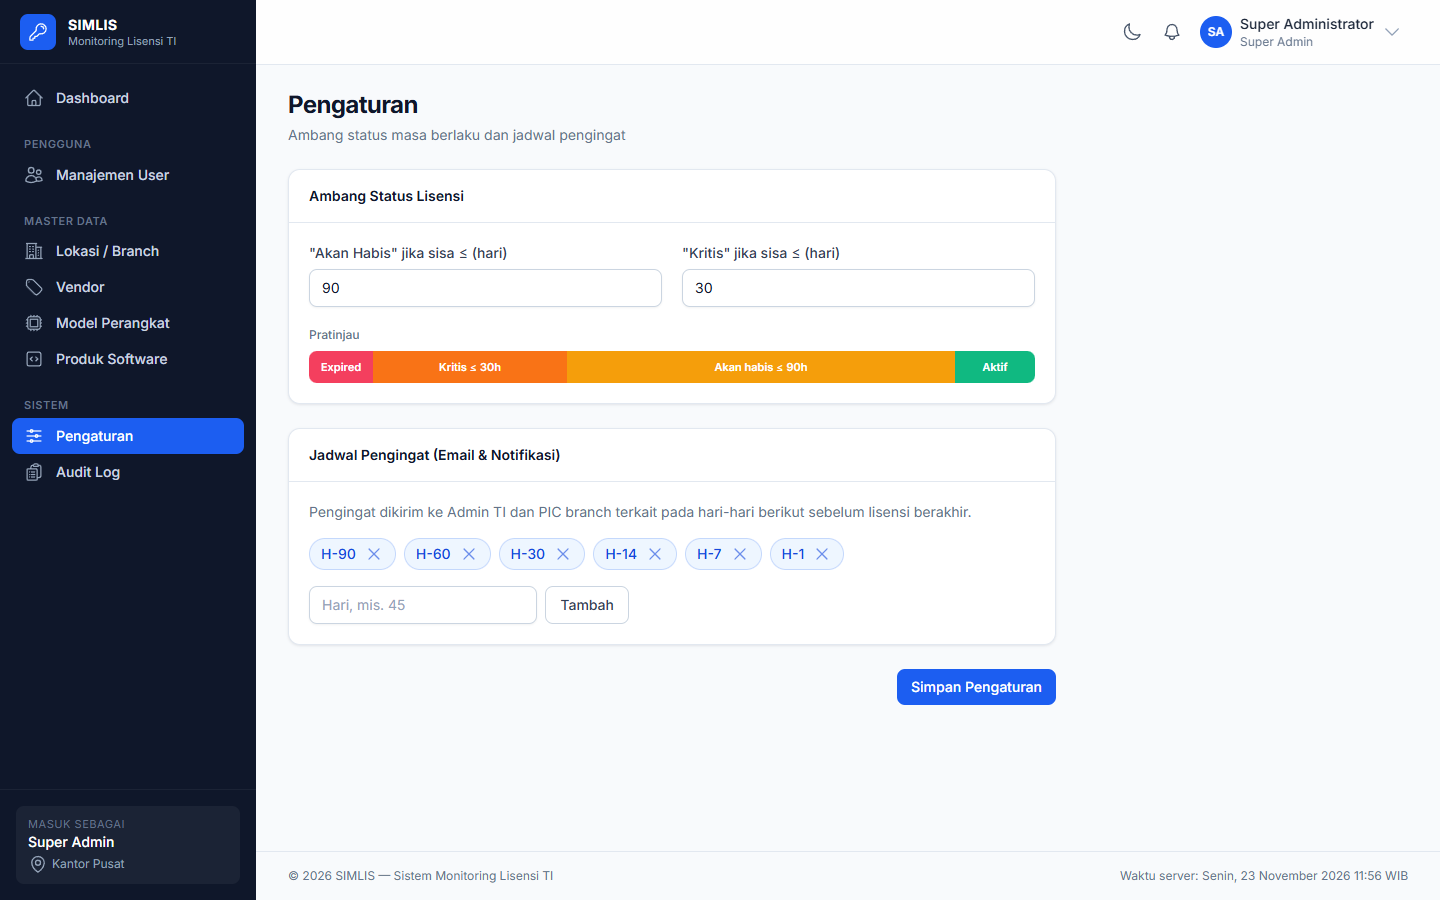 SIMLIS
Monitoring Lisensi TI
Dashboard
PENGGUNA
Manajemen User
MASTER DATA
Lokasi / Branch
Vendor
Model Perangkat
Produk Software
SISTEM
Pengaturan
Audit Log
MASUK SEBAGAI
Super Admin
Kantor Pusat
SA
Super Administrator
Super Admin
Pengaturan
Ambang status masa berlaku dan jadwal pengingat
Ambang Status Lisensi
"Akan Habis" jika sisa ≤ (hari)
90
"Kritis" jika sisa ≤ (hari)
30
Pratinjau
Expired
Kritis ≤ 30h
Akan habis ≤ 90h
Aktif
Jadwal Pengingat (Email & Notifikasi)
Pengingat dikirim ke Admin TI dan PIC branch terkait pada hari-hari berikut sebelum lisensi berakhir.
H-90
H-60
H-30
H-14
H-7
H-1
Hari, mis. 45
Tambah
Simpan Pengaturan
© 2026 SIMLIS — Sistem Monitoring Lisensi TI
Waktu server: Senin, 23 November 2026 11:56 WIB